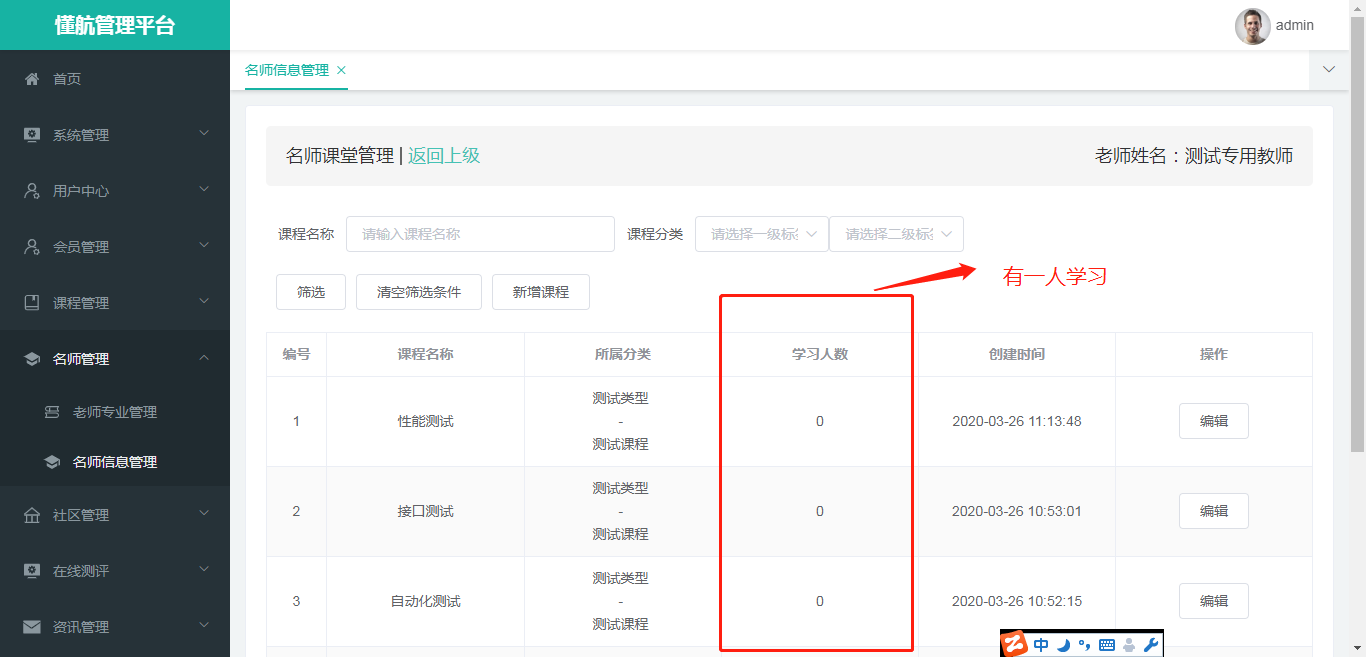 懂航管理平台
admin
首页
系统管理
用户中心
会员管理
课程管理
名师管理
老师专业管理
名师信息管理
社区管理
在线测评
资讯管理
名师信息管理 ×
名师课堂管理 | 返回上级
老师姓名：测试专用教师
课程名称 请输入课程名称 课程分类 请选择一级标 请选择二级标
有一人学习
筛选 清空筛选条件 新增课程
编号 课程名称 所属分类 学习人数 创建时间 操作
测试类型
1 性能测试 - 0 2020-03-26 11:13:48 编辑
测试课程
测试类型
2 接口测试 - 0 2020-03-26 10:53:01 编辑
测试课程
测试类型
3 自动化测试 - 0 2020-03-26 10:52:15 编辑
测试课程
中